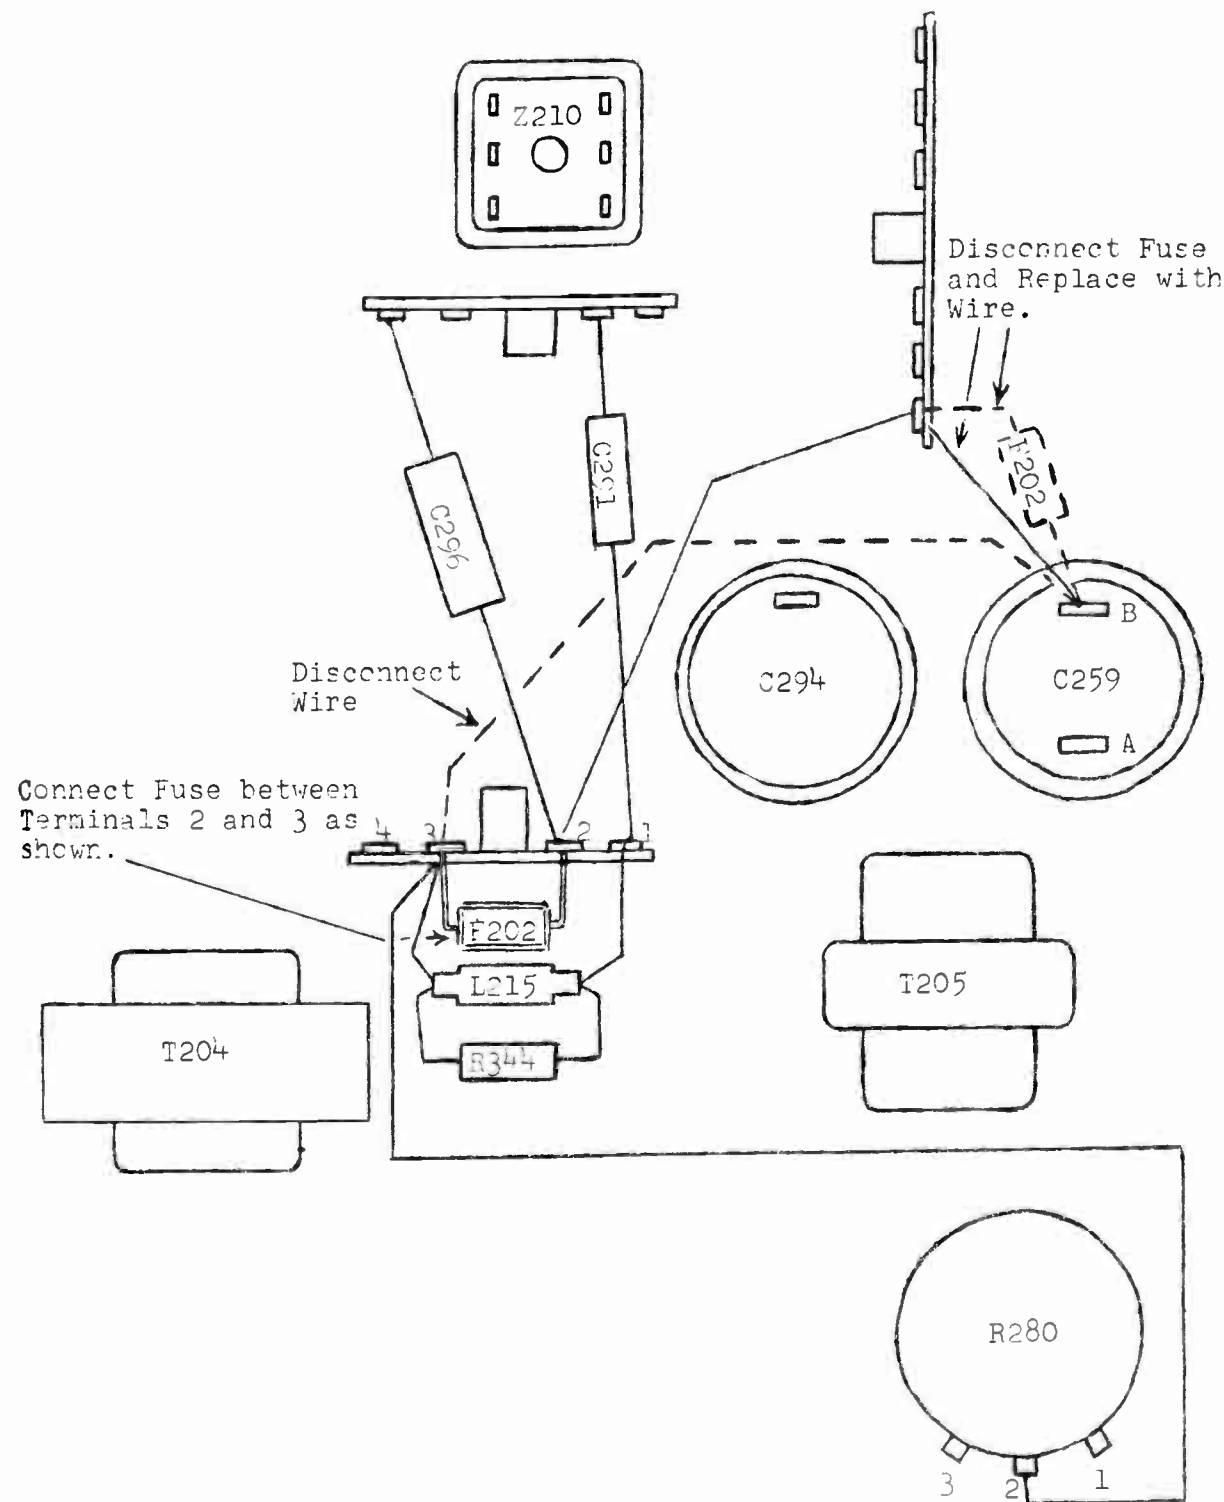 Z210
Disconnect Fuse
and Replace with
Wire.
F202
C291
C296
B
Disconnect
Wire
C294
C259
A
Connect Fuse between
Terminals 2 and 3 as
shown.
4 3 2 1
F202
L215
T205
T204
R344
R280
3 2 1